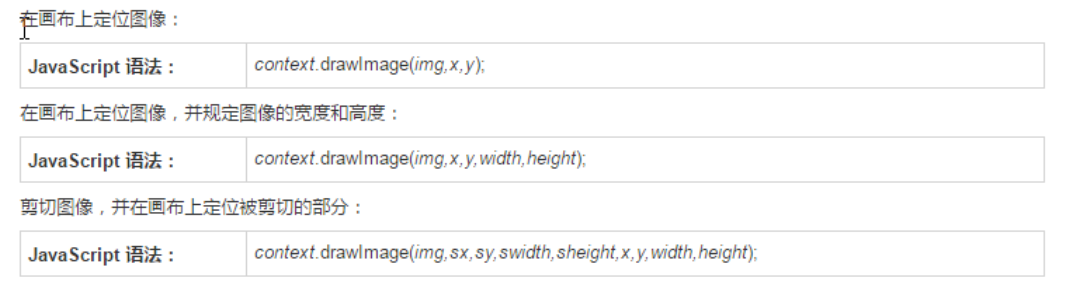 在画布上定位图像：
JavaScript 语法： context.drawImage(img,x,y);
在画布上定位图像，并规定图像的宽度和高度：
JavaScript 语法： context.drawImage(img,x,y,width,height);
剪切图像，并在画布上定位被剪切的部分：
JavaScript 语法： context.drawImage(img,sx,sy,swidth,sheight,x,y,width,height);